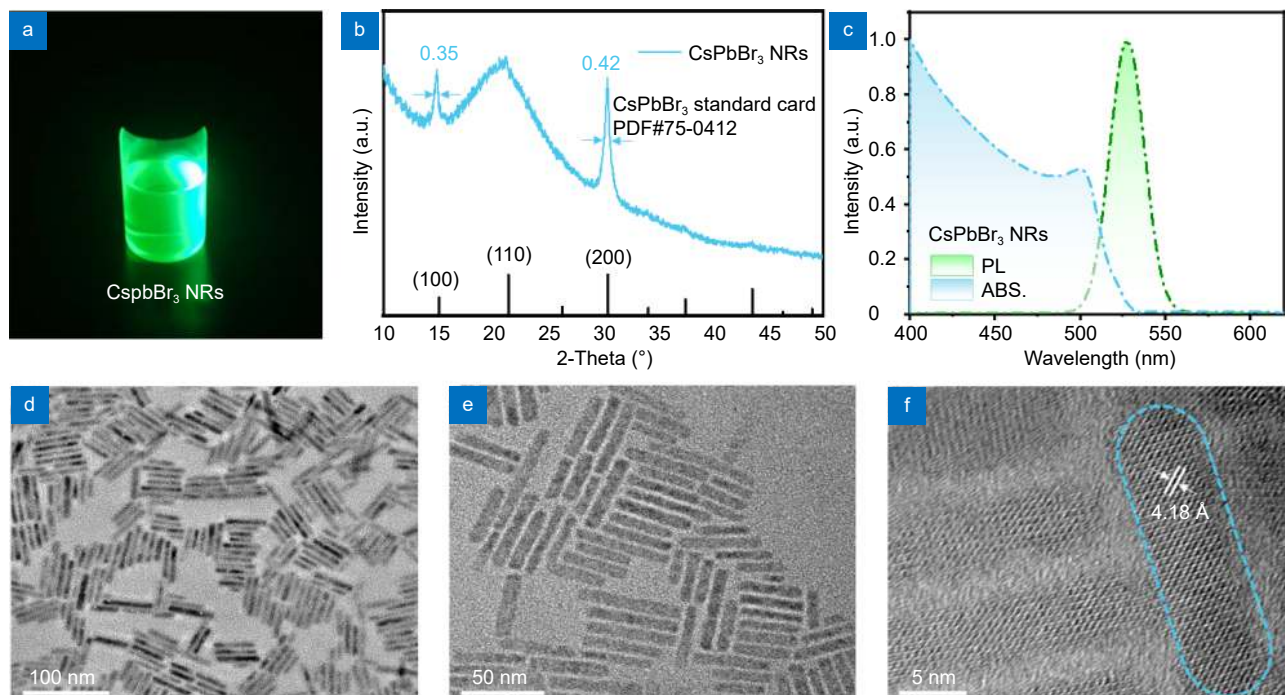 a
CspbBr₃ NRs
b
0.35
0.42
CsPbBr₃ NRs
CsPbBr₃ standard card
PDF#75-0412
Intensity (a.u.)
(100)
(110)
(200)
10 15 20 25 30 35 40 45 50
2-Theta (°)
c
1.0
0.8
0.6
0.4
0.2
0
Intensity (a.u.)
CsPbBr₃ NRs
PL
ABS.
400 450 500 550 600
Wavelength (nm)
d
100 nm
e
50 nm
f
4.18 Å
5 nm